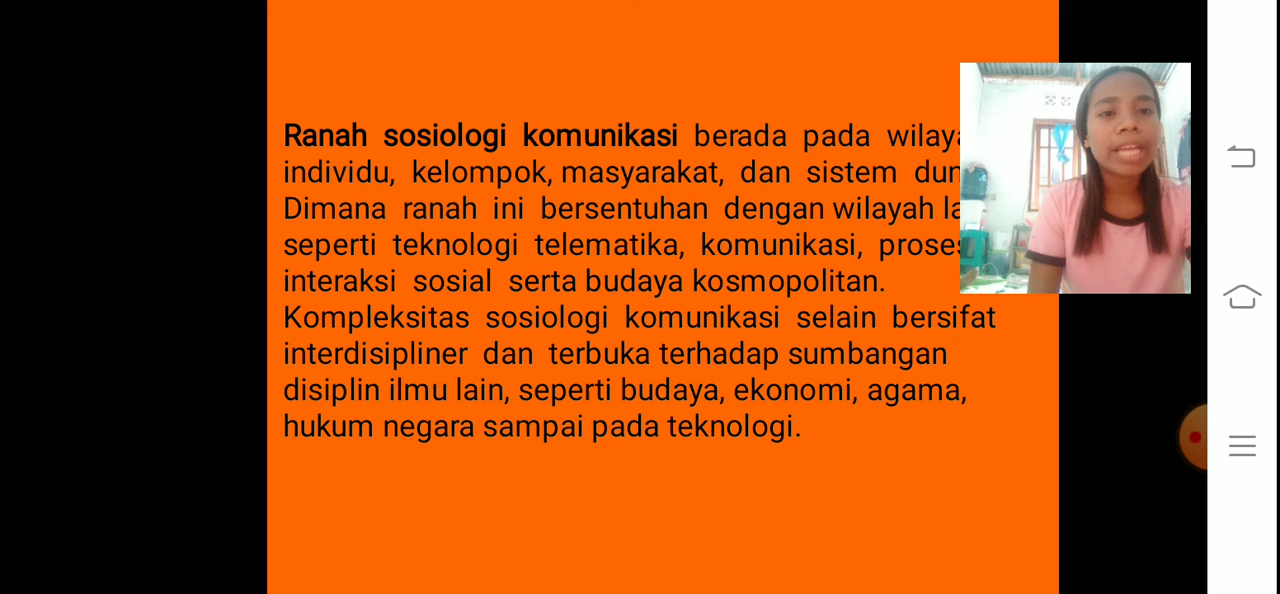 Ranah sosiologi komunikasi berada pada
individu, kelompok, masyarakat, dan sistem
Dimana ranah ini bersentuhan dengan wilayah
seperti teknologi telematika, komunikasi, proses
interaksi sosial serta budaya kosmopolitan.
Kompleksitas sosiologi komunikasi selain bersifat
interdisipliner dan terbuka terhadap sumbangan
disiplin ilmu lain, seperti budaya, ekonomi, agama,
hukum negara sampai pada teknologi.